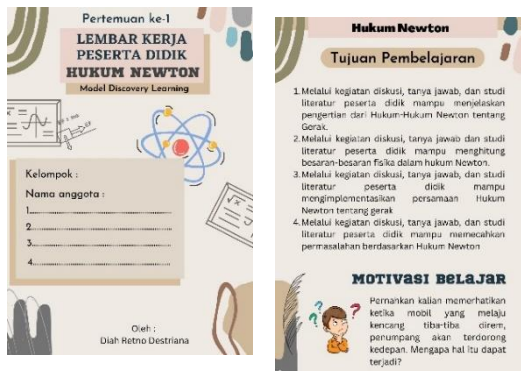 Pertemuan ke-1
LEMBAR KERJA
PESERTA DIDIK
HUKUM NEWTON
Model Discovery Learning
Kelompok :
Nama anggota :
1.
2.
3.
4.
Oleh :
Diah Retno Destriana
Hukum Newton
Tujuan Pembelajaran
1. Melalui kegiatan diskusi, tanya jawab, dan studi
literatur peserta didik mampu menjelaskan
pengertian dari Hukum-Hukum Newton tentang
Gerak.
2. Melalui kegiatan diskusi, tanya jawab dan studi
literatur peserta didik mampu menghitung
besaran-besaran fisika dalam hukum Newton.
3. Melalui kegiatan diskusi, tanya jawab, dan studi
literatur peserta didik mampu
mengimplementasikan persamaan Hukum
Newton tentang gerak
4. Melalui kegiatan diskusi, tanya jawab, dan studi
literatur peserta didik mampu memecahkan
permasalahan berdasarkan Hukum Newton
MOTIVASI BELAJAR
Pernahkan kalian memerhatikan
ketika mobil yang melaju
kencang tiba-tiba direm,
penumpang akan terdorong
kedepan. Mengapa hal itu dapat
terjadi?